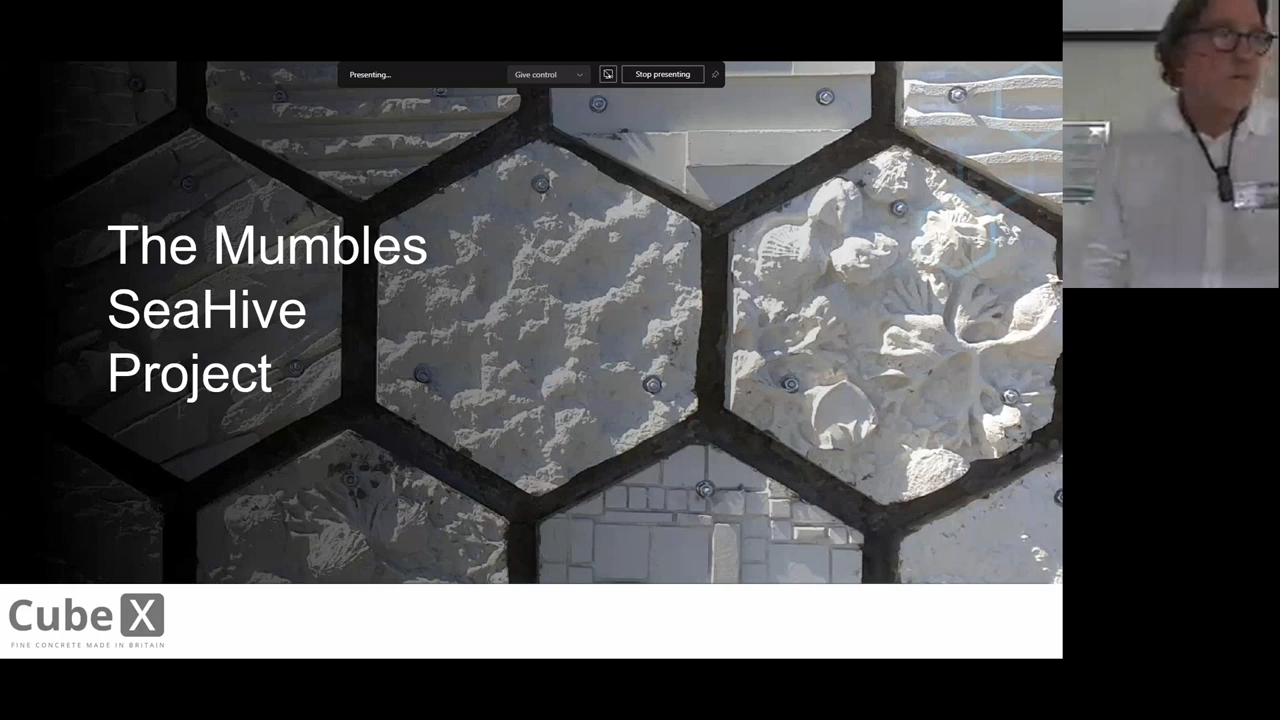 Presenting...
Give control
Stop presenting
The Mumbles
SeaHive
Project
Cube X
FINE CONCRETE MADE IN BRITAIN